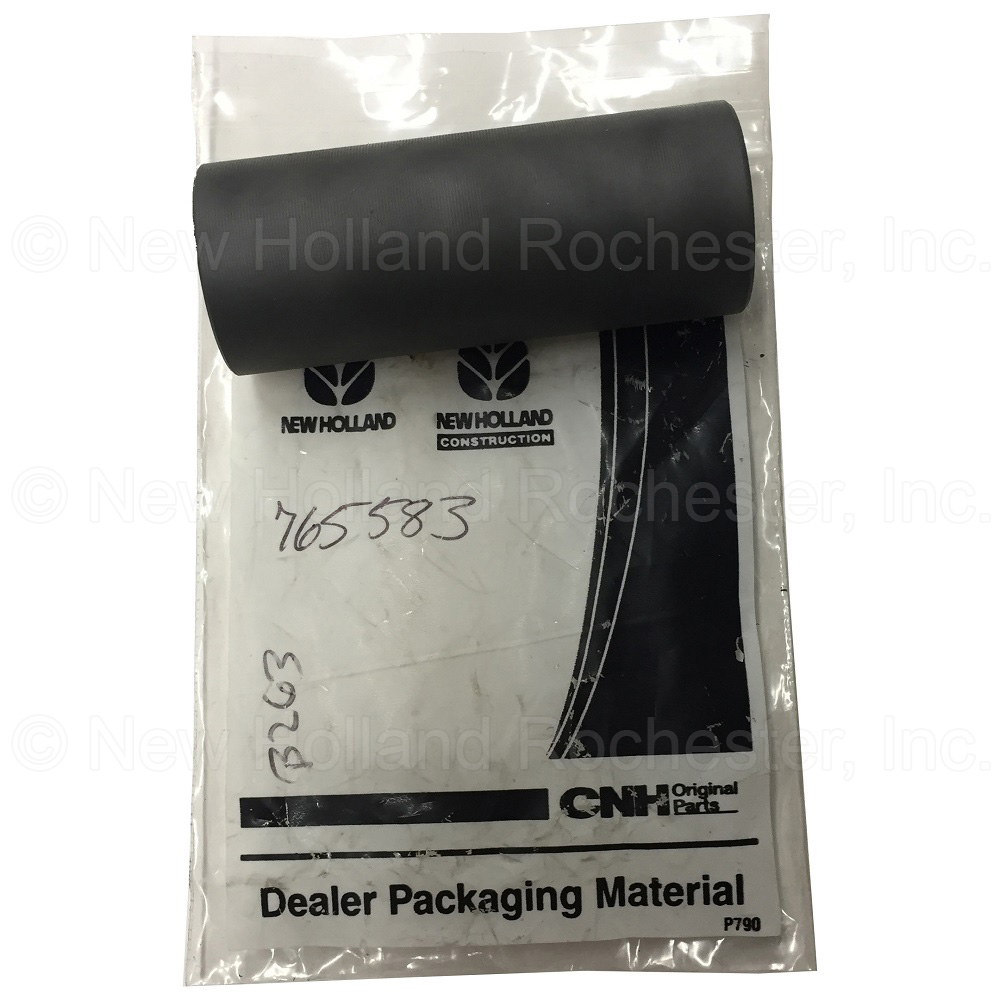 © New Holland Rochester, Inc.
NEW HOLLAND
NEW HOLLAND
CONSTRUCTION
© New Holland Rochester, Inc.
765583
B263
© New Holland Rochester, Inc.
CNH Original
Parts
Dealer Packaging Material
P790